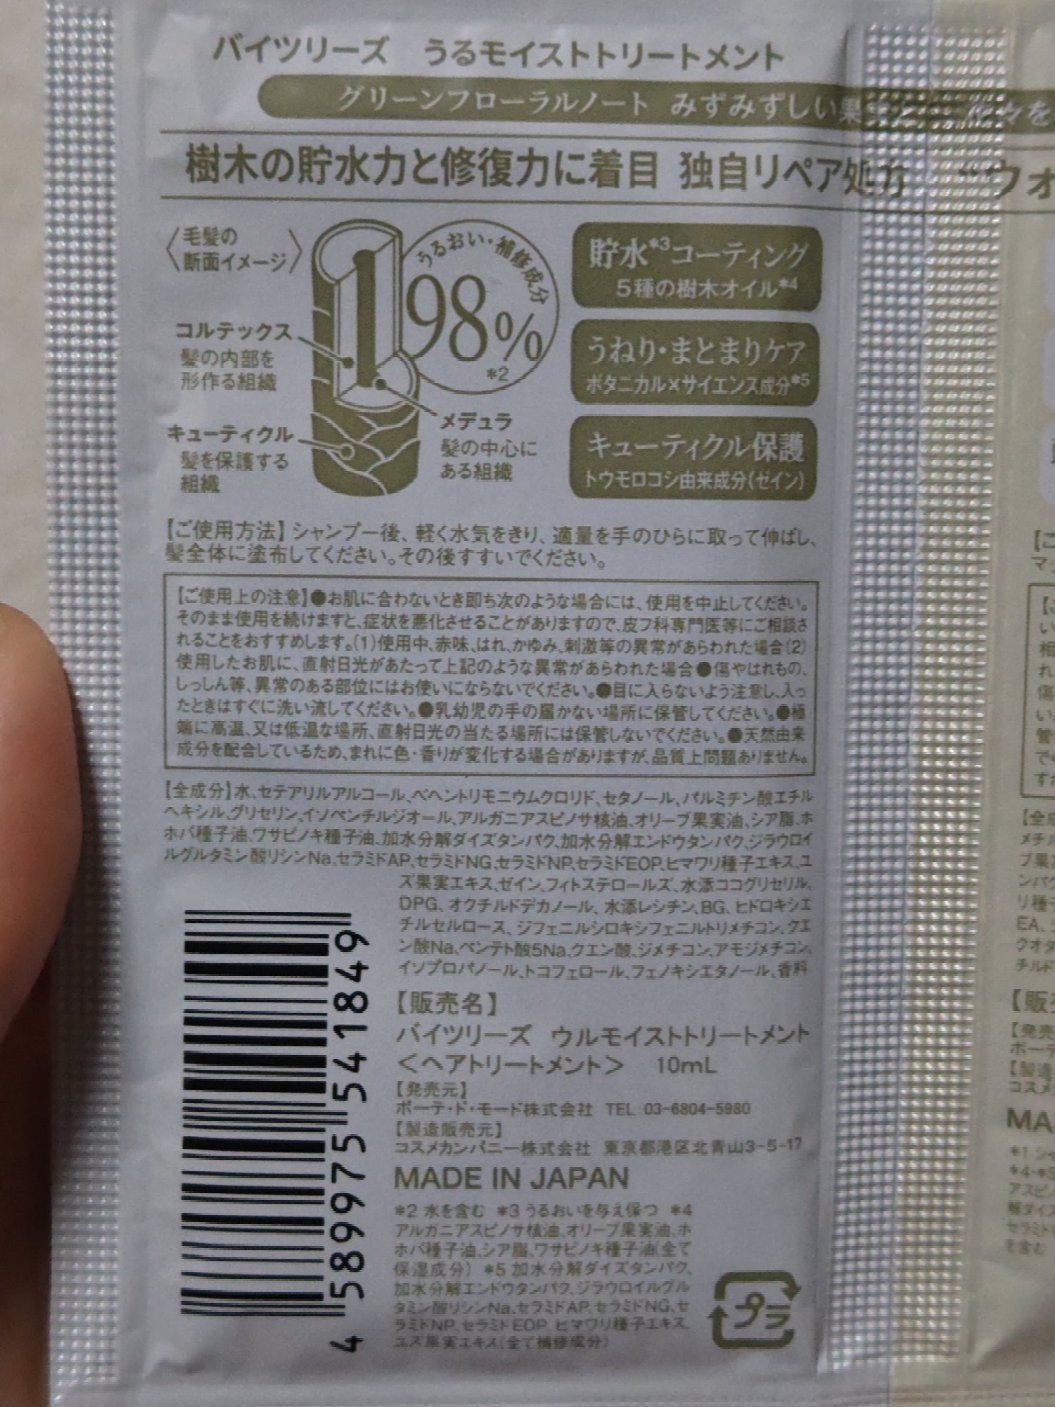 バイツリーズ うるモイストトリートメント
グリーンフローラルノート みずみずしい果
樹木の貯水力と修復力に着目 独自リペア処方 “ウォ
〈毛髪の
断面イメージ〉
うるおい・補修成分
98%
*2
コルテックス
髪の内部を
形作る組織
キューティクル
髪を保護する
組織
メデュラ
髪の中心に
ある組織
貯水*3コーティング
5種の樹木オイル*4
うねり・まとまりケア
ボタニカル×サイエンス成分*5
キューティクル保護
トウモロコシ由来成分(ゼイン)
【ご使用方法】シャンプー後、軽く水気をきり、適量を手のひらに取って伸ばし、
髪全体に塗布してください。その後すすいでください。
【ご使用上の注意】●お肌に合わないとき即ち次のような場合には、使用を中止してください。
そのまま使用を続けますと、症状を悪化させることがありますので、皮フ科専門医等にご相談さ
れることをおすすめします。(1)使用中、赤味、はれ、かゆみ、刺激等の異常があらわれた場合(2)
使用したお肌に、直射日光があたって上記のような異常があらわれた場合●傷やはれもの、
しっしん等、異常のある部位にはお使いにならないでください。●目に入らないよう注意し、入っ
たときはすぐに洗い流してください。●乳幼児の手の届かない場所に保管してください。●極
端に高温、又は低温な場所、直射日光の当たる場所には保管しないでください。●天然由来
成分を配合しているため、まれに色・香りが変化する場合がありますが、品質上問題ありません。
【全成分】水、セテアリルアルコール、ベヘントリモニウムクロリド、セタノール、パルミチン酸エチル
ヘキシル、グリセリン、イソペンチルジオール、アルガニアスピノサ核油、オリーブ果実油、シア脂、ホ
ホバ種子油、ワサビノキ種子油、加水分解ダイズタンパク、加水分解エンドウタンパク、ジラウロイ
ルグルタミン酸リシンNa、セラミドAP、セラミドNG、セラミドNP、セラミドEOP、ヒマワリ種子エキス、ユ
ズ果実エキス、ゼイン、フィトステロールズ、水添ココグリセリル、
DPG、オクチルドデカノール、水添レシチン、BG、ヒドロキシエ
チルセルロース、ジフェニルシロキシフェニルトリメチコン、クエ
ン酸Na、ペンテト酸5Na、クエン酸、ジメチコン、アモジメチコン、
イソプロパノール、トコフェロール、フェノキシエタノール、香料
4 589975 541849
【販売名】
バイツリーズ ウルモイストトリートメント
＜ヘアトリートメント＞ 10mL
【発売元】
ボーテ・ド・モード株式会社 TEL:03-6804-5980
【製造販売元】
コスメカンパニー株式会社 東京都港区北青山3-5-17
MADE IN JAPAN
*2 水を含む *3 うるおいを与え保つ *4
アルガニアスピノサ核油、オリーブ果実油、ホ
ホバ種子油、シア脂、ワサビノキ種子油(全て
保湿成分) *5 加水分解ダイズタンパク、
加水分解エンドウタンパク、ジラウロイルグル
タミン酸リシンNa、セラミドAP、セラミドNG、セ
ラミドNP、セラミドEOP、ヒマワリ種子エキス、
ユズ果実エキス(全て補修成分)
プラ